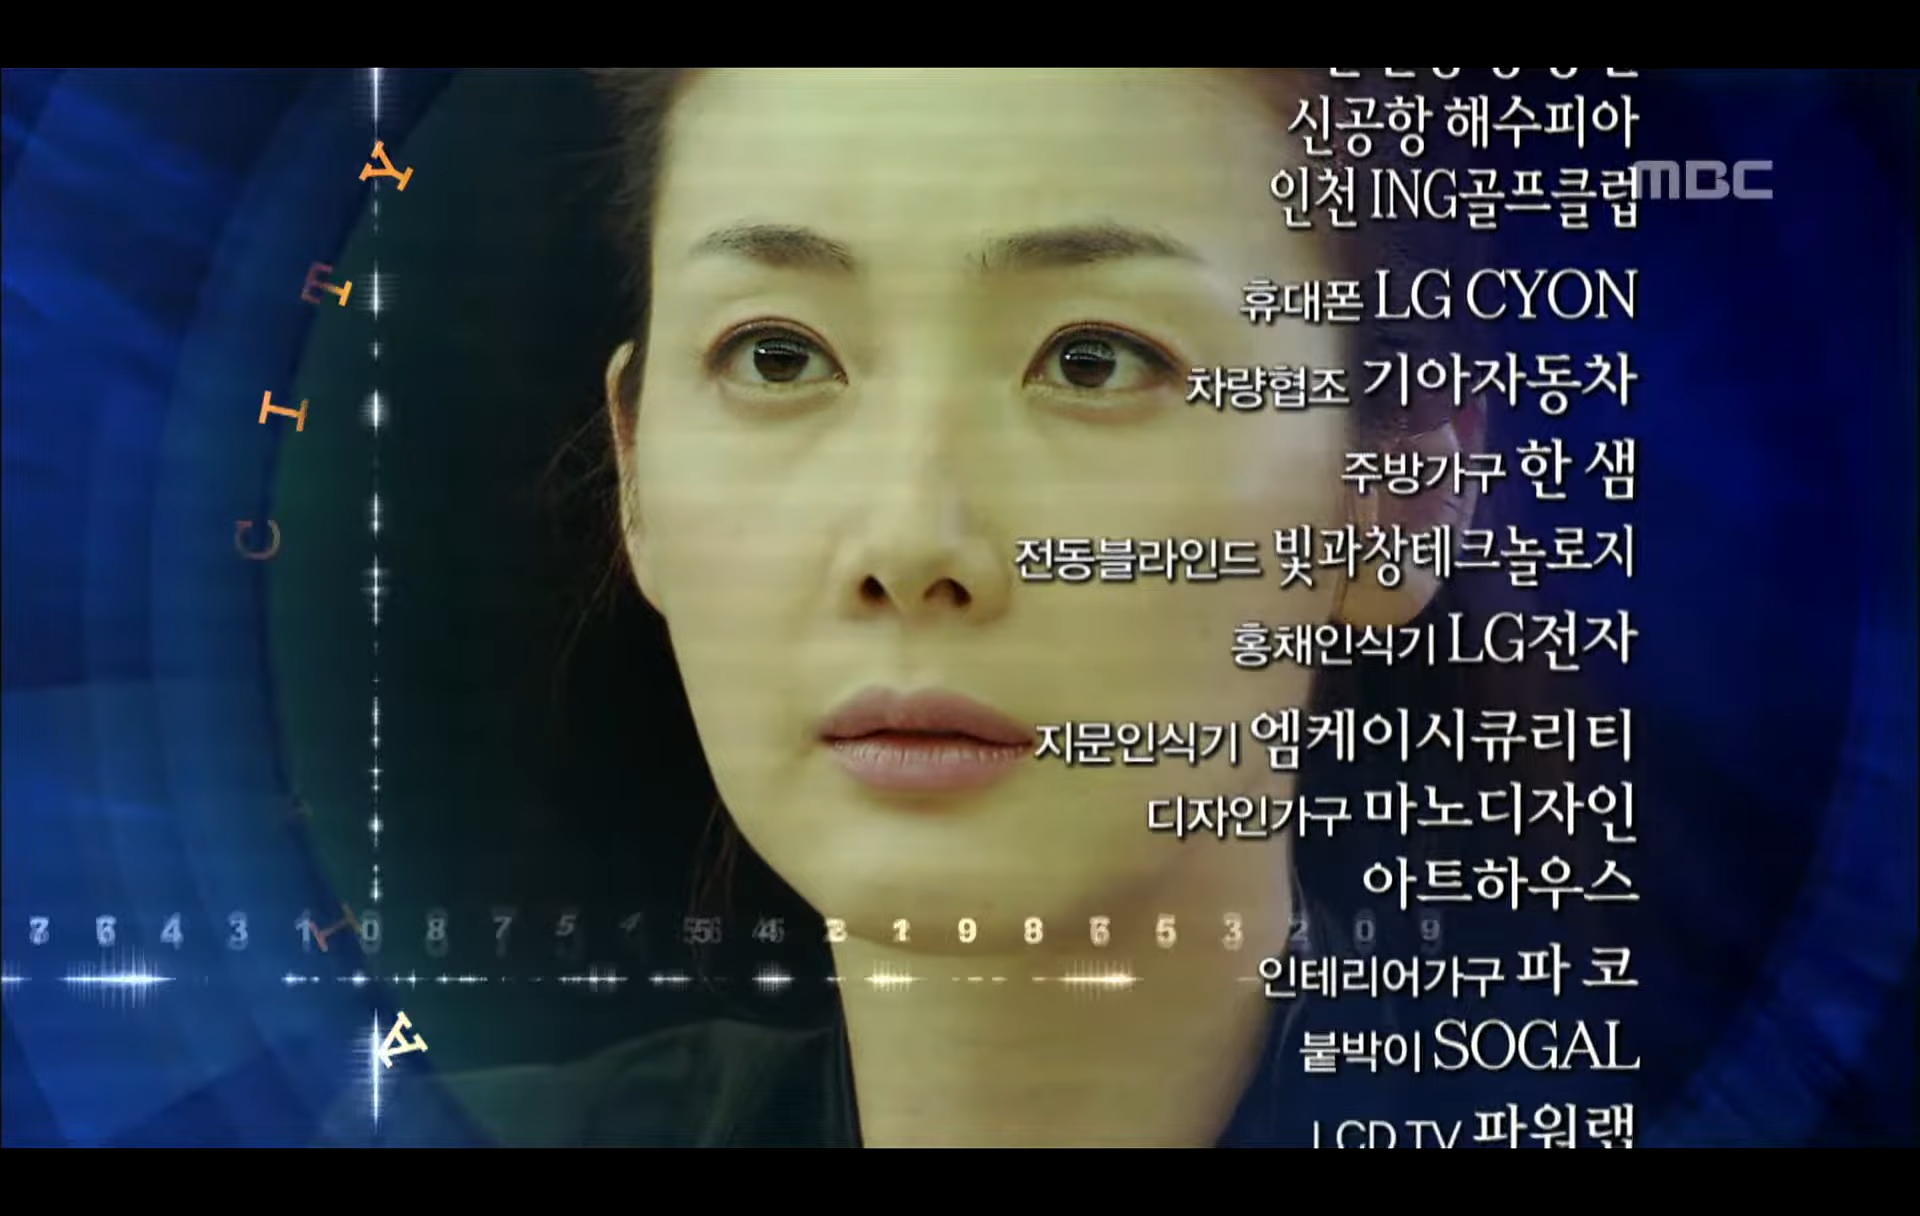 신공항 해수피아
인천 ING골프클럽
MBC
휴대폰 LG CYON
차량협조 기아자동차
주방가구 한 샘
전동블라인드 빛과창테크놀로지
홍채인식기 LG전자
지문인식기 엠케이시큐리티
디자인가구 마노디자인
아트하우스
인테리어가구 파 코
붙박이 SOGAL
LCD TV 파워랩
C I T Y
A